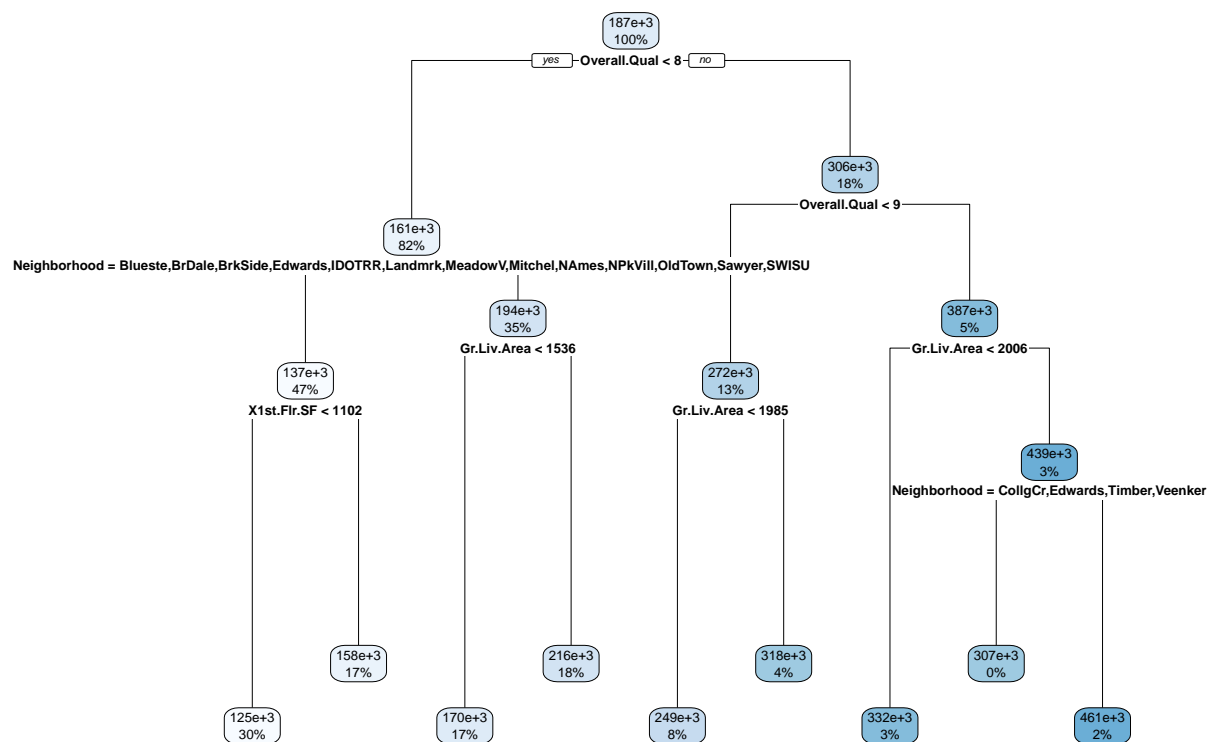 187e+3
100%
yes Overall.Qual < 8 no
306e+3
18%
Overall.Qual < 9
161e+3
82%
Neighborhood = Blueste,BrDale,BrkSide,Edwards,IDOTRR,Landmrk,MeadowV,Mitchel,NAmes,NPkVill,OldTown,Sawyer,SWISU
194e+3
35%
Gr.Liv.Area < 1536
387e+3
5%
Gr.Liv.Area < 2006
137e+3
47%
X1st.Flr.SF < 1102
272e+3
13%
Gr.Liv.Area < 1985
439e+3
3%
Neighborhood = CollgCr,Edwards,Timber,Veenker
158e+3
17%
216e+3
18%
318e+3
4%
307e+3
0%
125e+3
30%
170e+3
17%
249e+3
8%
332e+3
3%
461e+3
2%